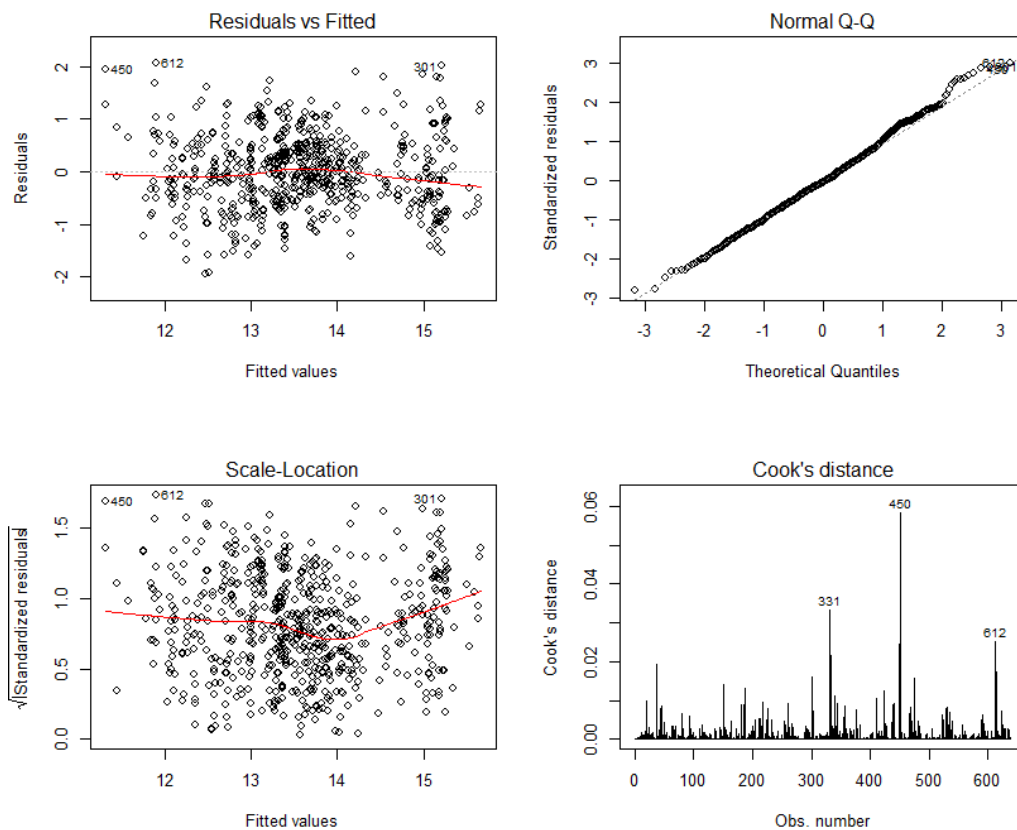 Residuals vs Fitted
Residuals
2
1
0
-1
-2
450
612
301
12 13 14 15
Fitted values
Normal Q-Q
Standardized residuals
3
2
1
0
-1
-2
-3
-3 -2 -1 0 1 2 3
Theoretical Quantiles
Scale-Location
√|Standardized residuals|
1.5
1.0
0.5
0.0
450
612
301
12 13 14 15
Fitted values
Cook's distance
Cook's distance
0.06
0.04
0.02
0.00
450
331
612
0 100 200 300 400 500 600
Obs. number